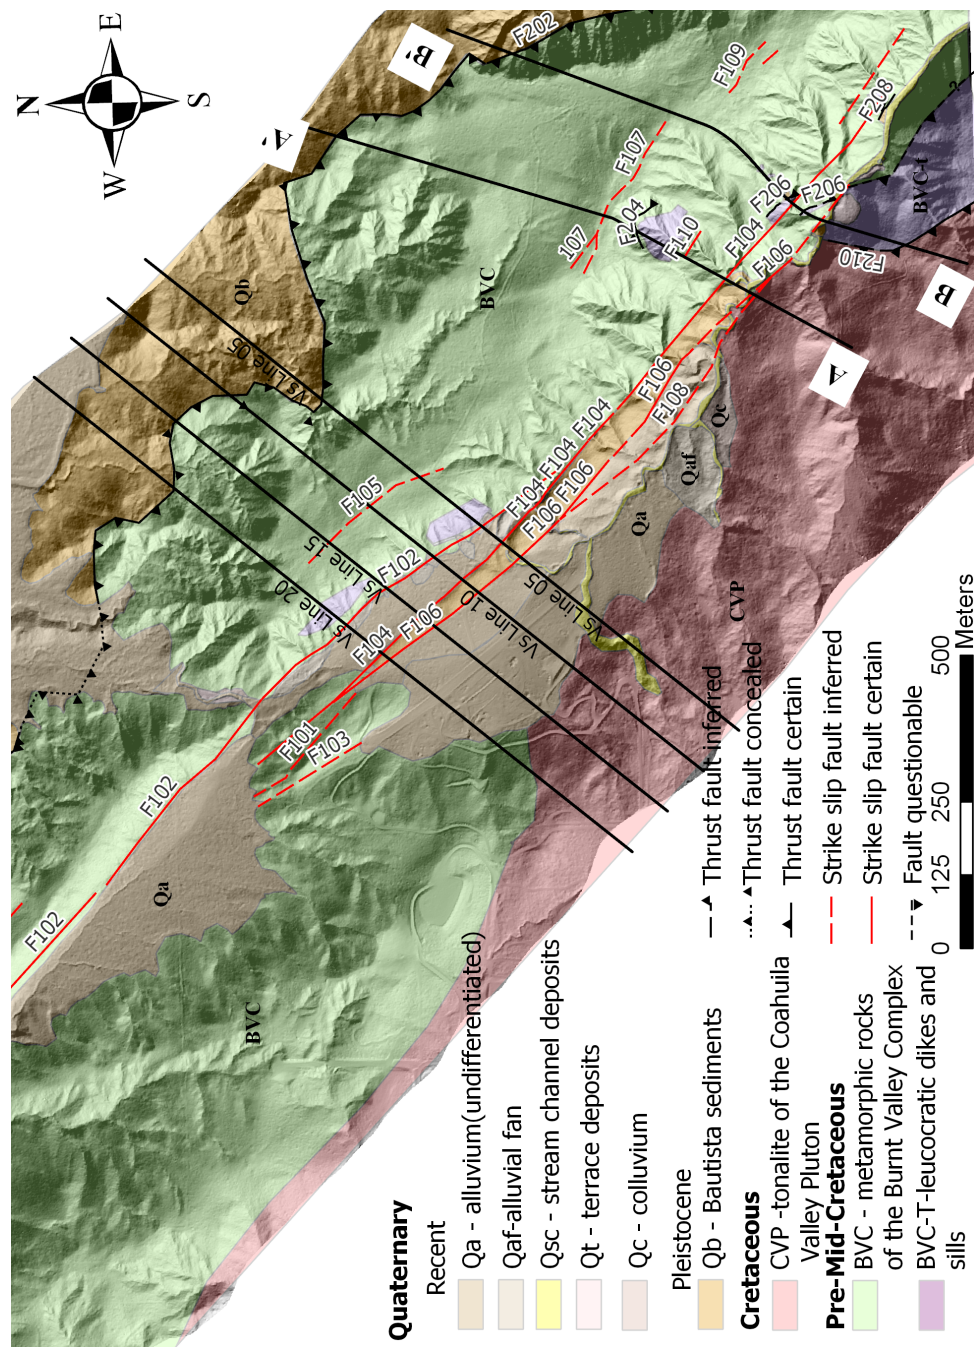 N
E
S
W
A'
B'
F202
F109
F208
?
F107
107
F204
F110
F206
F206
F104
F106
F210
BVC-t
B
A
Qb
BVC
Vs Line 05
F106
F108
F104
Qc
Qaf
Qa
F105
F104
F104
F106
F106
F102
Vs Line 15
Vs Line 20
Vs Line 10
Vs Line 05
F104
F106
CVP
F101
F103
F102
F102
Qa
BVC
Quaternary
Recent
Qa - alluvium(undifferentiated)
Qaf-alluvial fan
Qsc - stream channel deposits
Qt - terrace deposits
Qc - colluvium
Pleistocene
Qb - Bautista sediments
Cretaceous
CVP -tonalite of the Coahuila
Valley Pluton
Pre-Mid-Cretaceous
BVC - metamorphic rocks
of the Burnt Valley Complex
BVC-T-leucocratic dikes and
sills
Thrust fault inferred
Thrust fault concealed
Thrust fault certain
Strike slip fault inferred
Strike slip fault certain
Fault questionable
0 125 250 500
Meters